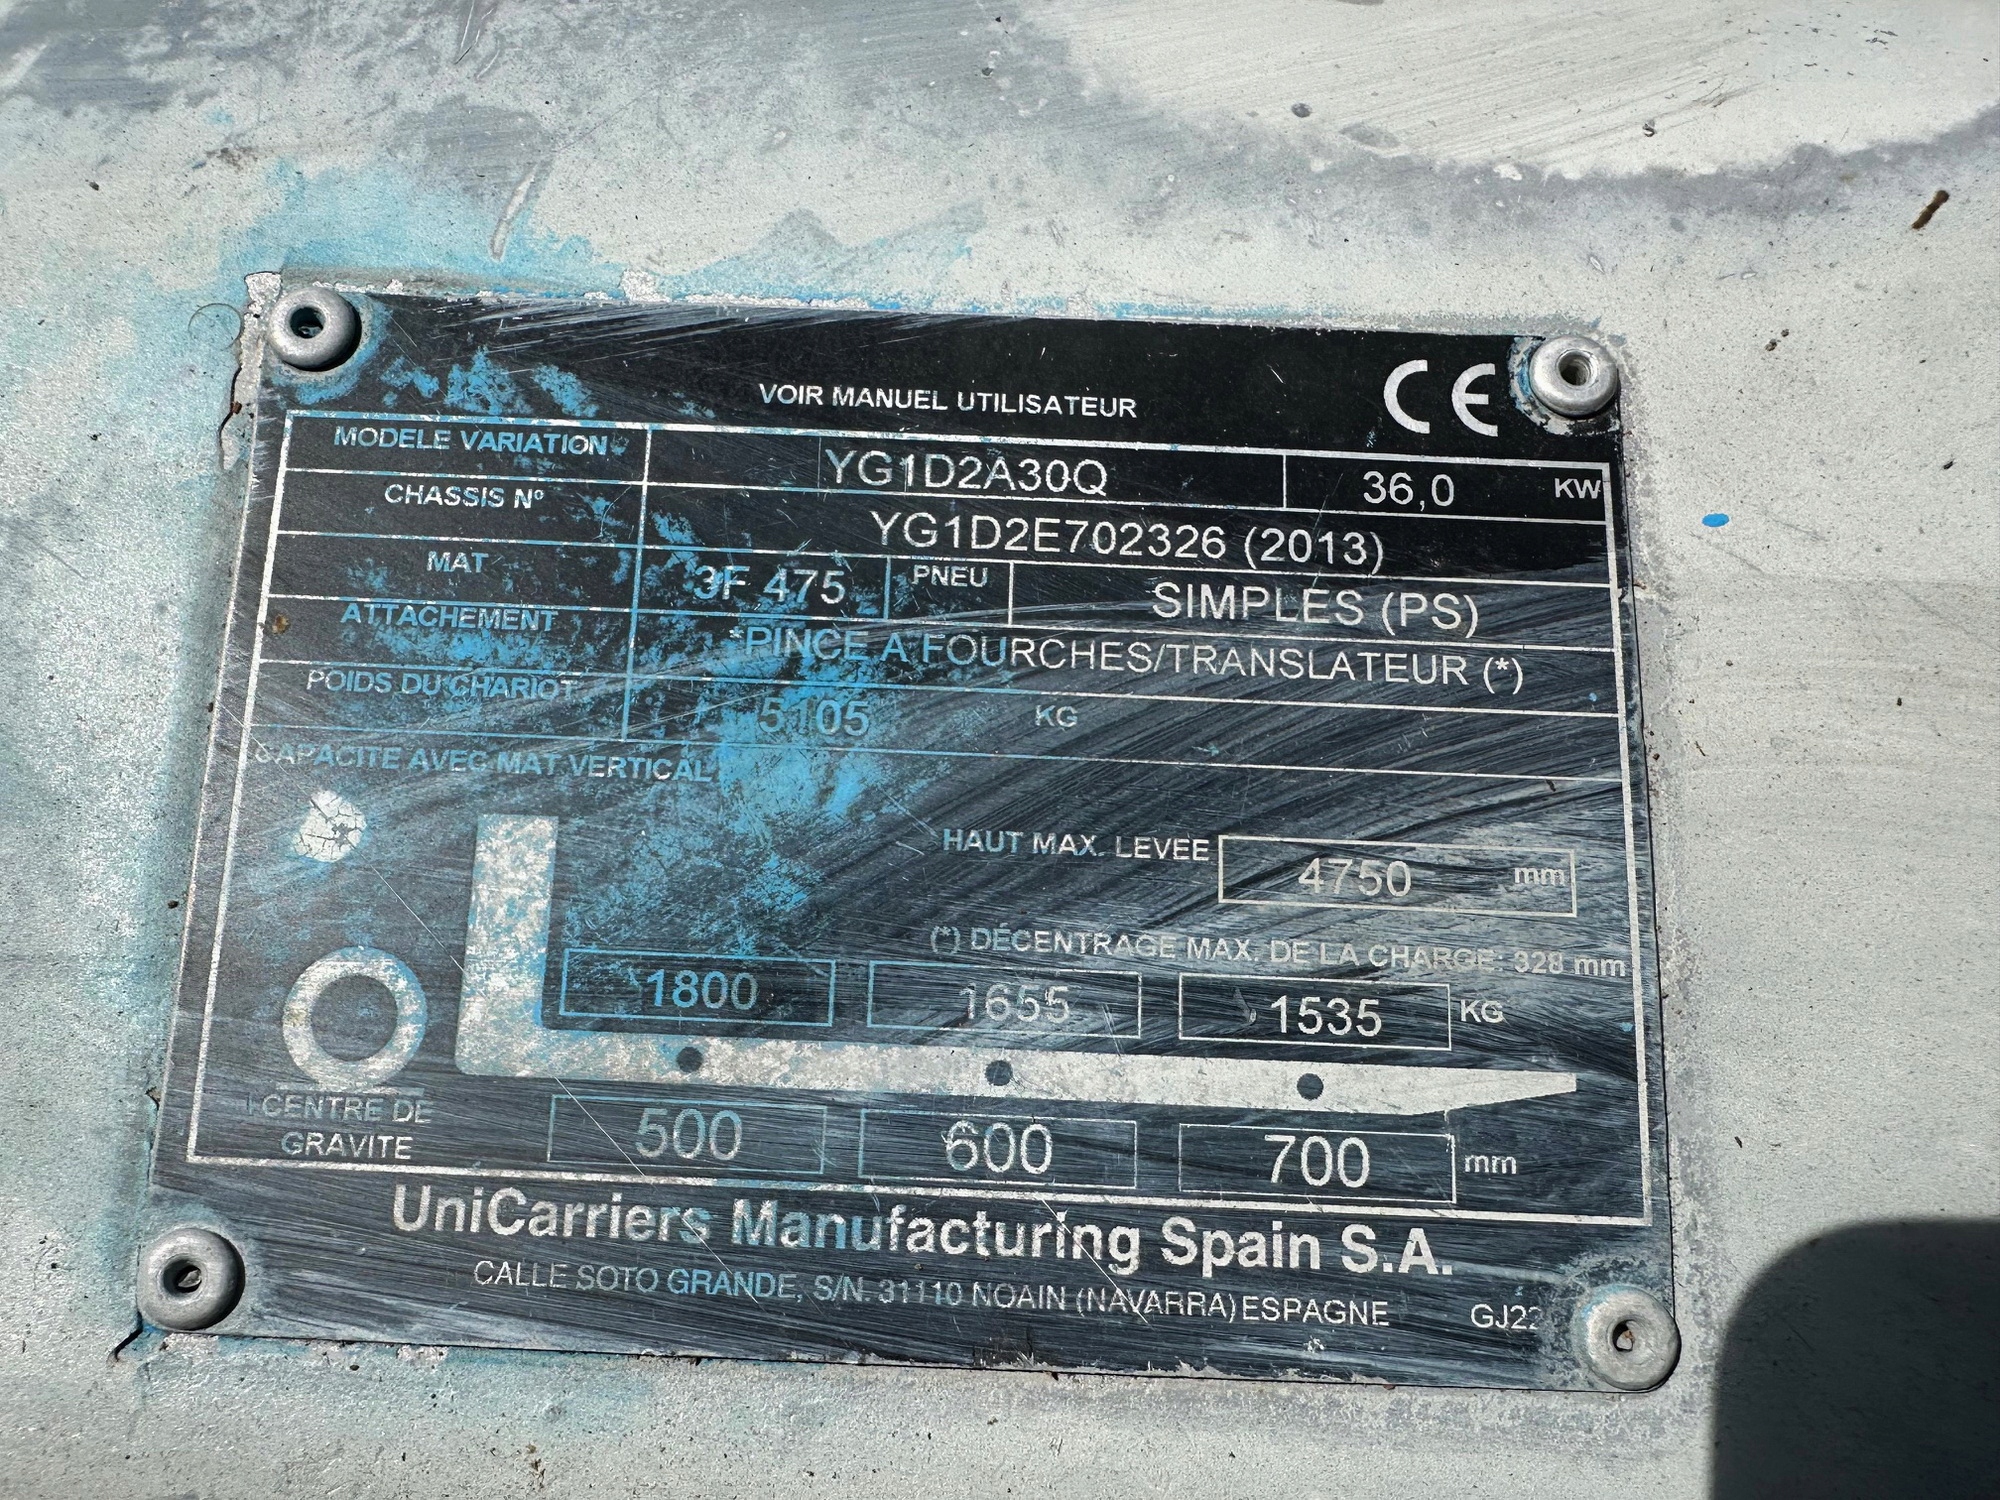 CE
VOIR MANUEL UTILISATEUR
MODELE VARIATION YG1D2A30Q 36,0 KW
CHASSIS Nº YG1D2E702326 (2013)
MAT 3F 475 PNEU SIMPLES (PS)
ATTACHEMENT *PINCE A FOURCHES/TRANSLATEUR (*)
POIDS DU CHARIOT 5105 KG
CAPACITE AVEC MAT VERTICAL
HAUT MAX. LEVEE 4750 mm
(*) DÉCENTRAGE MAX. DE LA CHARGE: 328 mm
1800 1655 1535 KG
500 600 700 mm
CENTRE DE
GRAVITE
UniCarriers Manufacturing Spain S.A.
CALLE SOTO GRANDE, S/N. 31110 NOAIN (NAVARRA) ESPAGNE